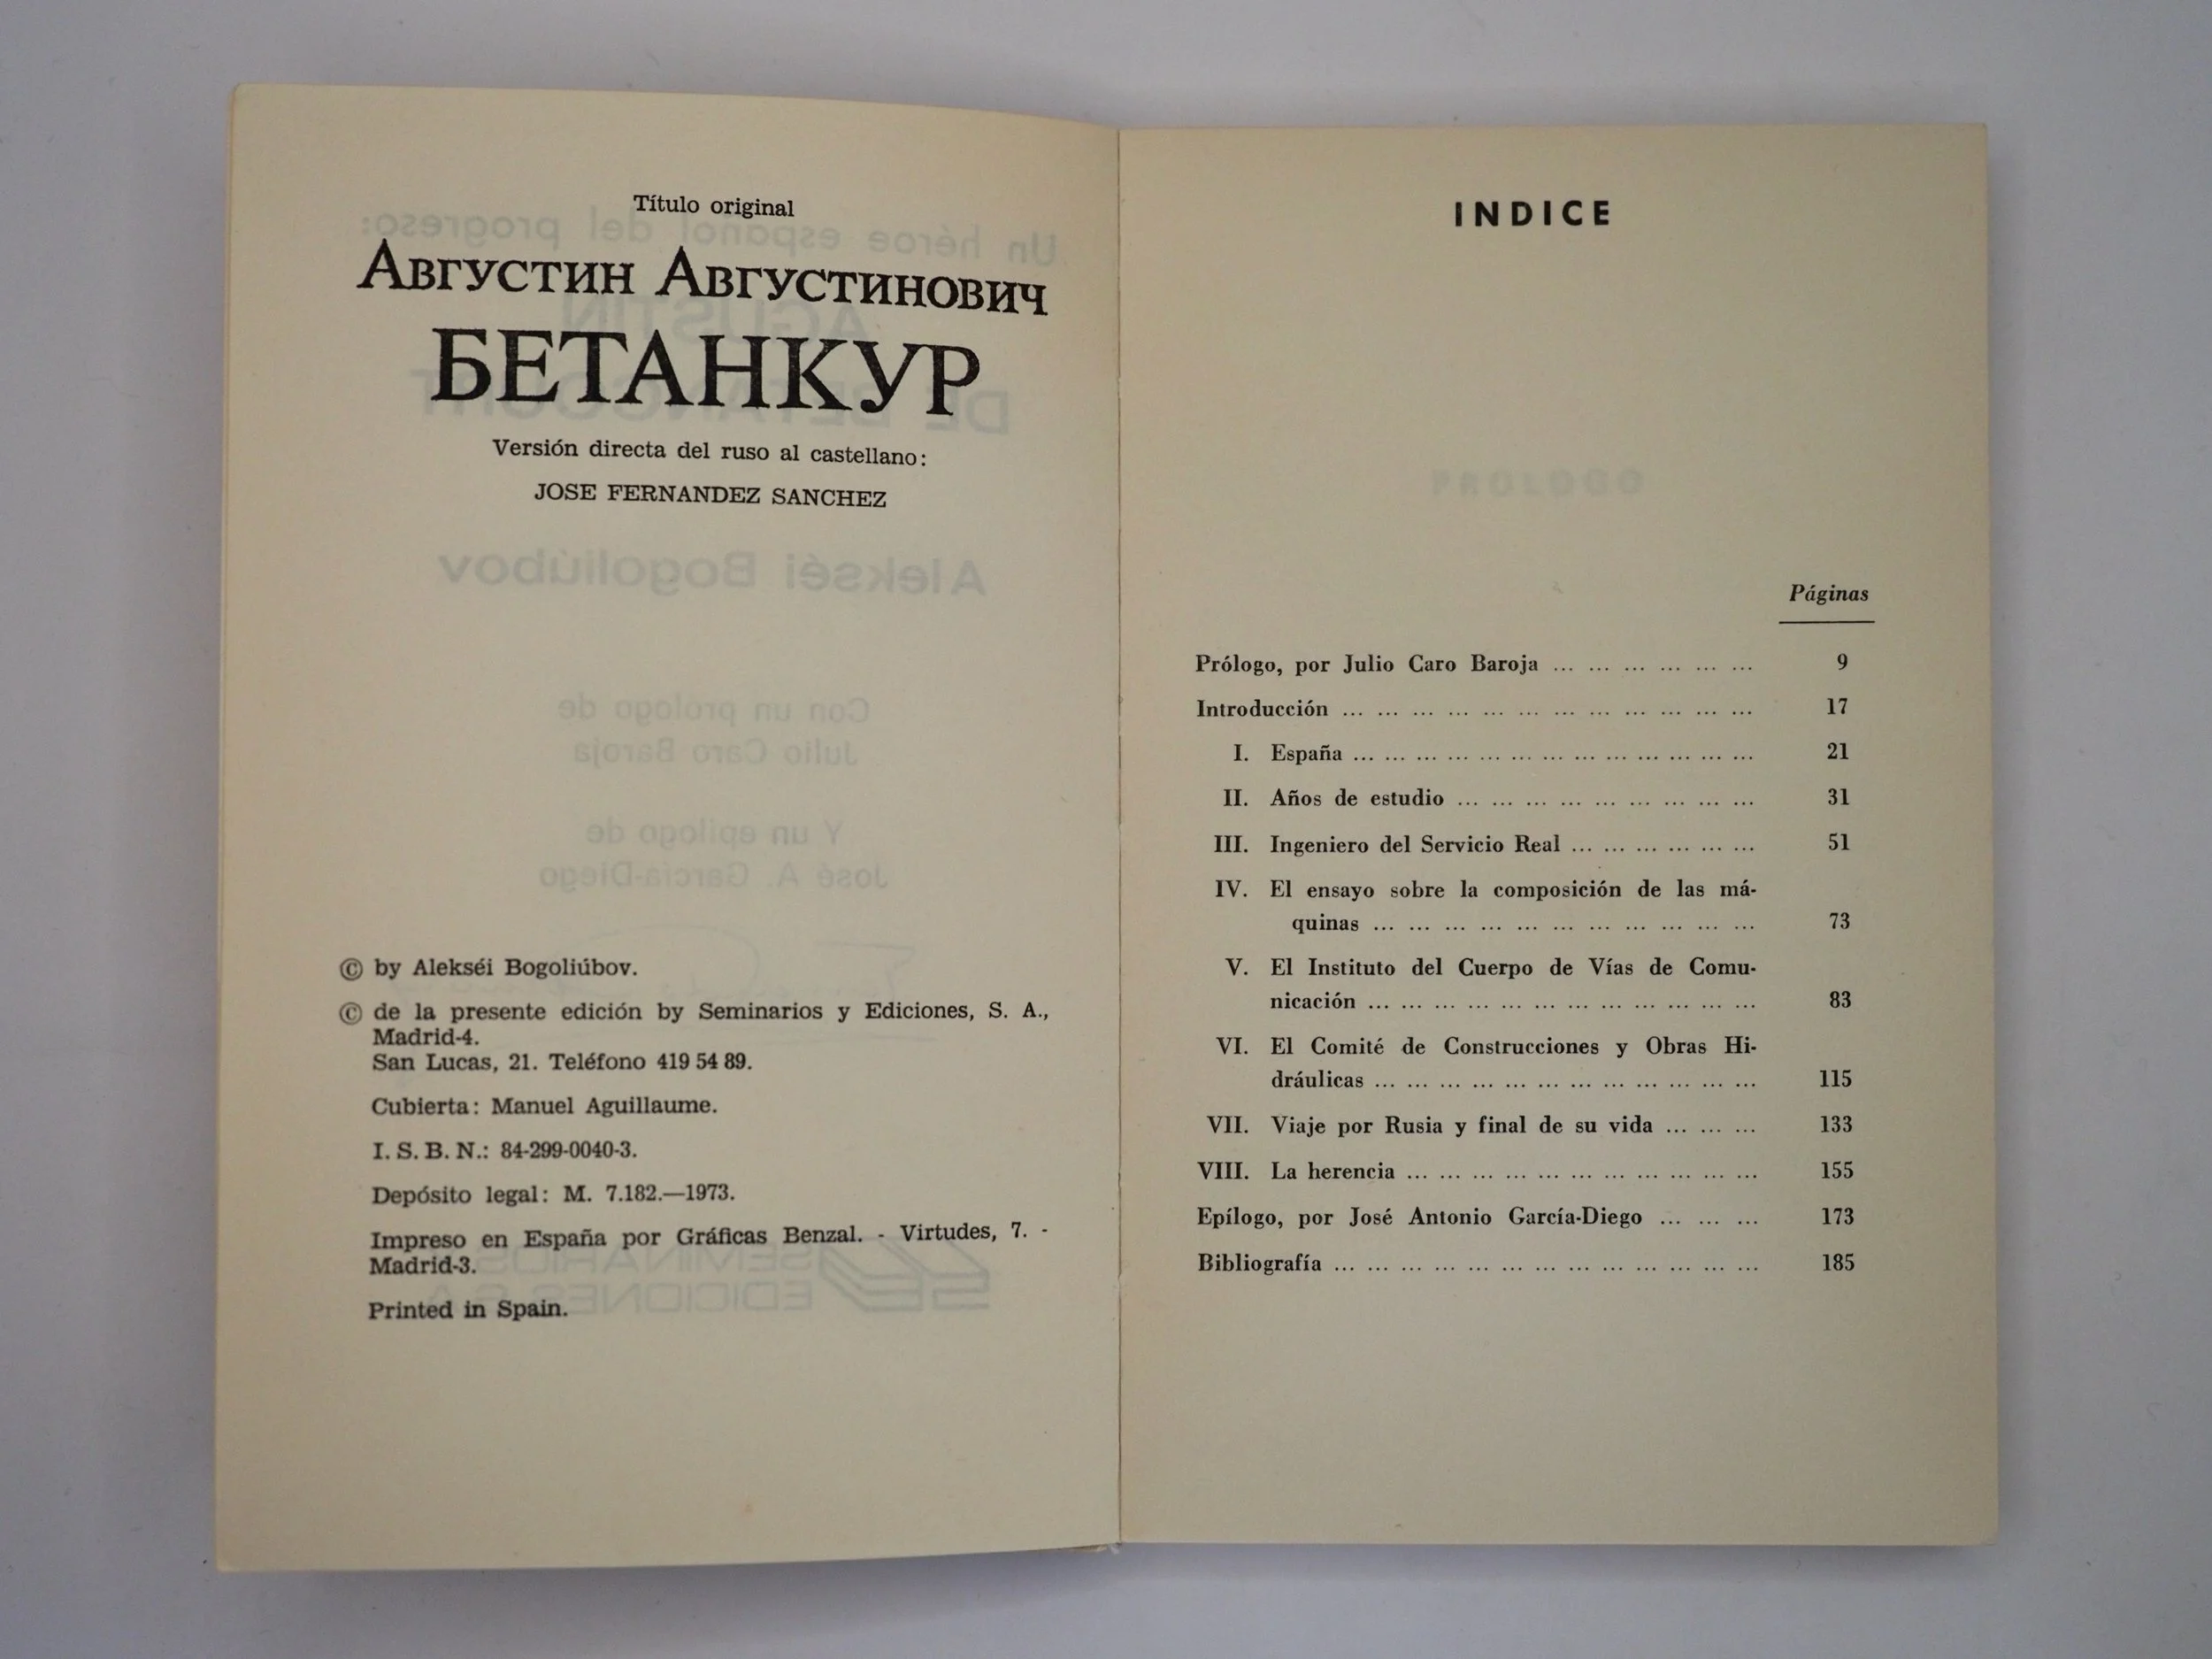 Título original
Август­ин Августинович
БЕТАНКУР
Versión directa del ruso al castellano:
JOSE FERNANDEZ SANCHEZ
© by Alekséi Bogoliúbov.
© de la presente edición by Seminarios y Ediciones, S. A.,
Madrid-4.
San Lucas, 21. Teléfono 419 54 89.
Cubierta: Manuel Aguillaume.
I. S. B. N.: 84-299-0040-3.
Depósito legal: M. 7.182.—1973.
Impreso en España por Gráficas Benzal. - Virtudes, 7. -
Madrid-3.
Printed in Spain.
INDICE
PROLOGO
Páginas
Prólogo, por Julio Caro Baroja ... ... ... ... ... ... 9
Introducción ... ... ... ... ... ... ... ... ... ... ... ... 17
I. España ... ... ... ... ... ... ... ... ... ... ... ... ... 21
II. Años de estudio ... ... ... ... ... ... ... ... ... 31
III. Ingeniero del Servicio Real ... ... ... ... ... ... 51
IV. El ensayo sobre la composición de las má-
quinas ... ... ... ... ... ... ... ... ... ... ... 73
V. El Instituto del Cuerpo de Vías de Comu-
nicación ... ... ... ... ... ... ... ... ... ... ... ... 83
VI. El Comité de Construcciones y Obras Hi-
dráulicas ... ... ... ... ... ... ... ... ... ... ... ... 115
VII. Viaje por Rusia y final de su vida ... ... ... 133
VIII. La herencia ... ... ... ... ... ... ... ... ... ... ... 155
Epílogo, por José Antonio García-Diego ... ... ... 173
Bibliografía ... ... ... ... ... ... ... ... ... ... ... ... ... 185